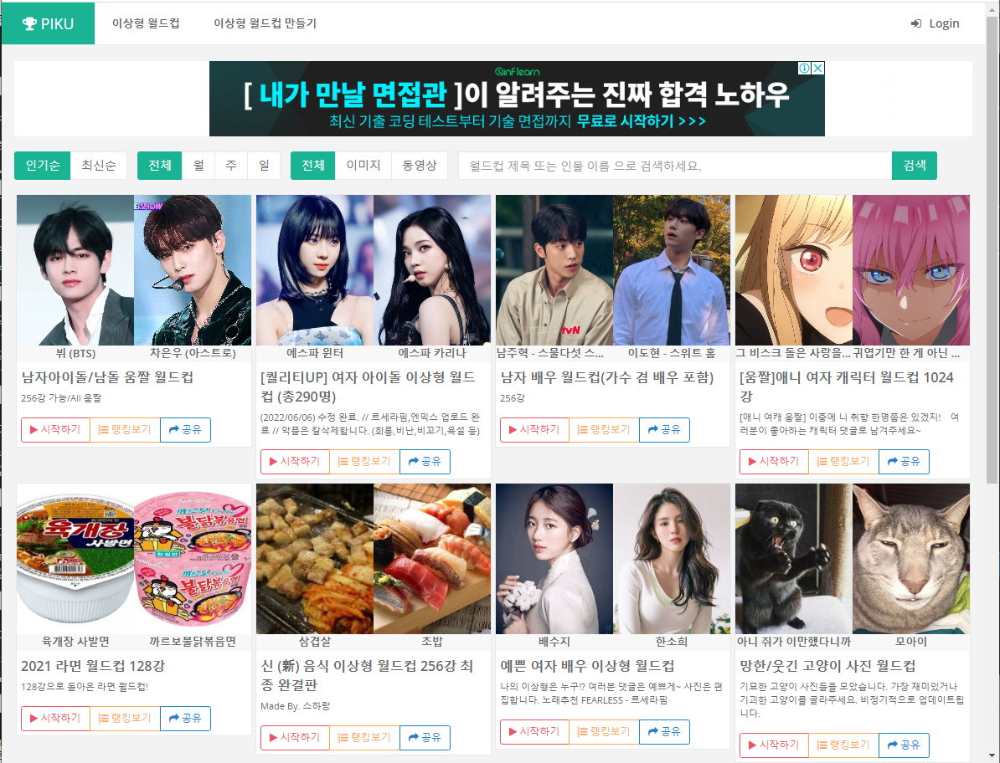 PIKU
이상형 월드컵
이상형 월드컵 만들기
Login
inflearn
[ 내가 만날 면접관 ]이 알려주는 진짜 합격 노하우
최신 기출 코딩 테스트부터 기술 면접까지 무료로 시작하기 >>>
인기순 최신순 전체 월 주 일 전체 이미지 동영상 월드컵 제목 또는 인물 이름 으로 검색하세요. 검색
ESHOW
뷔 (BTS) 차은우 (아스트로)
남자아이돌/남돌 움짤 월드컵
256강 가능/All 움짤
시작하기 랭킹보기 공유
에스파 윈터 에스파 카리나
[퀄리티UP] 여자 아이돌 이상형 월드
컵 (총290명)
(2022/06/06) 수정 완료. // 르세라핌,엔믹스 업로드 완
료 // 악플은 칼삭제합니다. (희롱,비난,비꼬기,욕설 등)
시작하기 랭킹보기 공유
tvN
남주혁 - 스물다섯 스... 이도현 - 스위트 홈
남자 배우 월드컵(가수 겸 배우 포함)
256강
시작하기 랭킹보기 공유
그 비스크 돌은 사랑을... 귀엽기만 한 게 아닌 ...
[움짤]애니 여자 캐릭터 월드컵 1024
강
[애니 여캐 움짤] 이중에 니 취향 한명쯤은 있겠지! 여
러분이 좋아하는 캐릭터 댓글로 남겨주세요~
시작하기 랭킹보기 공유
육개장
사발면
SAMYANG
까르보
불닭볶음면
SAMYANG
까르보
불닭볶음면
육개장 사발면 까르보불닭볶음면
2021 라면 월드컵 128강
128강으로 돌아온 라면 월드컵!
시작하기 랭킹보기 공유
삼겹살 초밥
신 (新) 음식 이상형 월드컵 256강 최
종 완결판
Made By. 스하랑
시작하기 랭킹보기 공유
배수지 한소희
예쁜 여자 배우 이상형 월드컵
나의 이상형은 누구!? 여러분 댓글은 예쁘게~ 사진은 편
집합니다. 노래추천 FEARLESS - 르세라핌
시작하기 랭킹보기 공유
아니 쥐가 이만했다니까 모아이
망한/웃긴 고양이 사진 월드컵
기묘한 고양이 사진들을 모았습니다. 가장 재미있거나
기괴한 고양이를 골라주세요. 비정기적으로 업데이트됩
니다.
시작하기 랭킹보기 공유